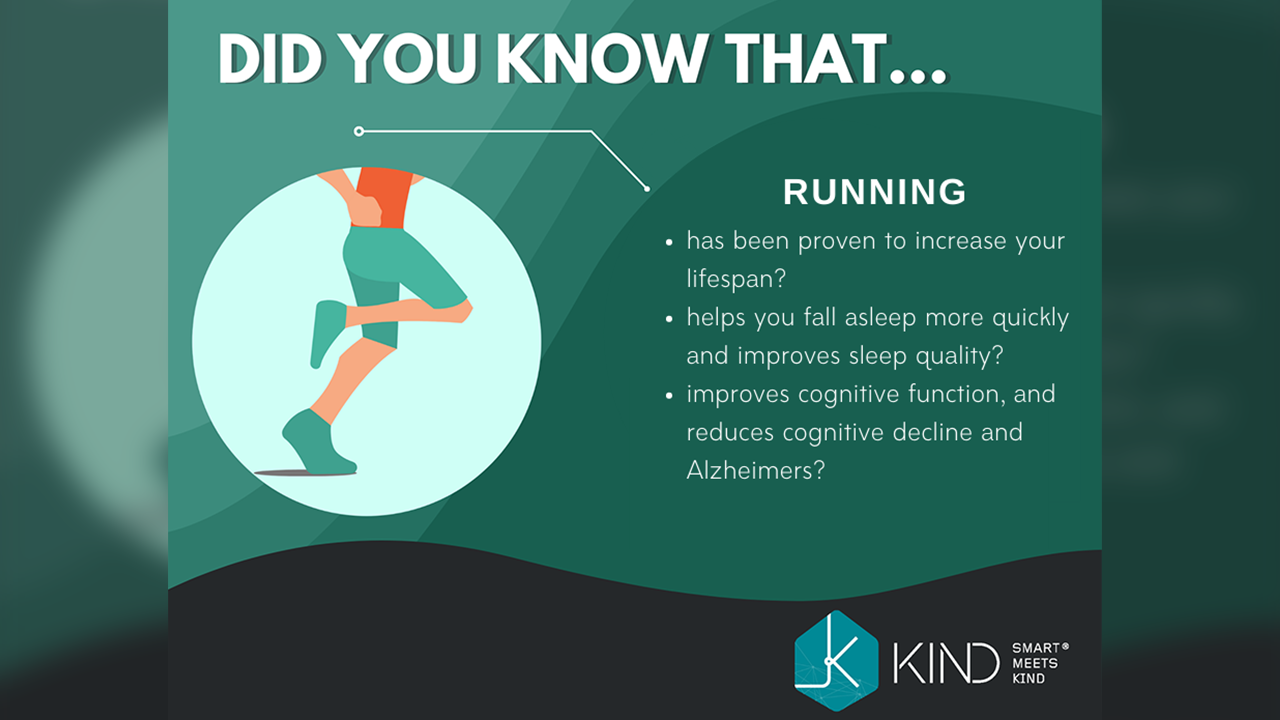 DID YOU KNOW THAT...
RUNNING
• has been proven to increase your
lifespan?
• helps you fall asleep more quickly
and improves sleep quality?
• improves cognitive function, and
reduces cognitive decline and
Alzheimers?
KIND
SMART®
MEETS
KIND